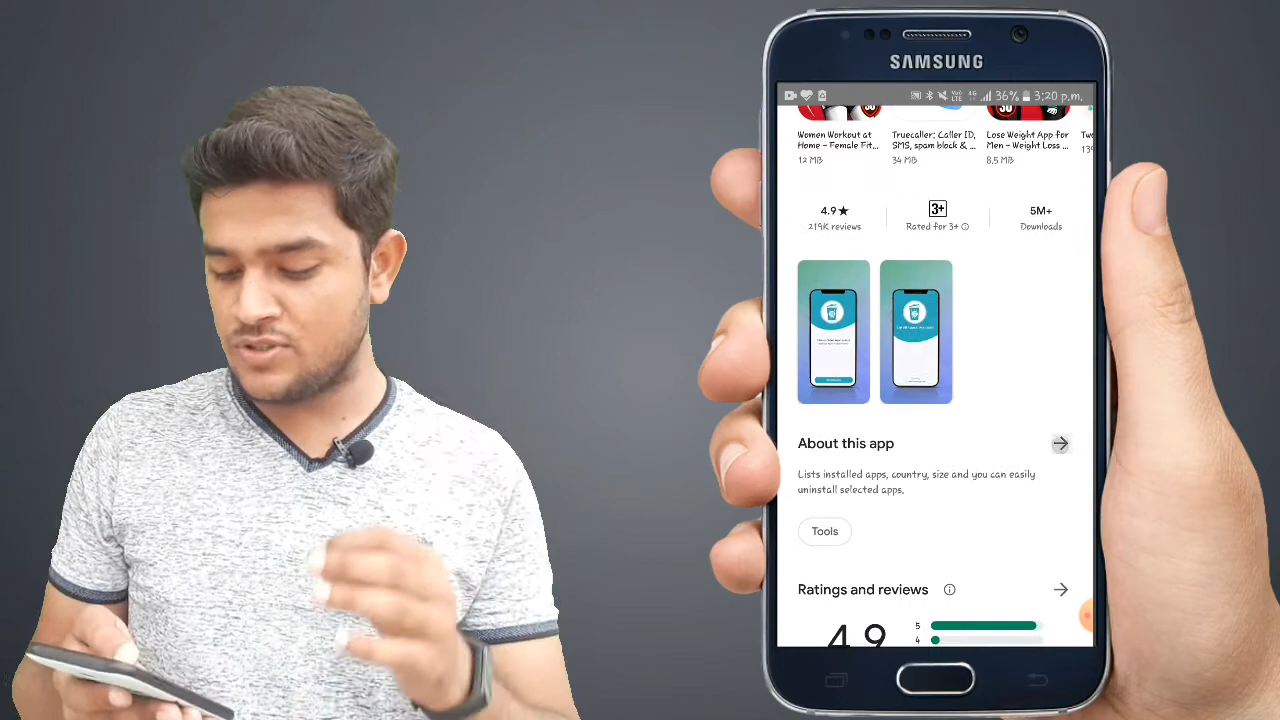 SAMSUNG
Voo 4G
LTE
36% 3:20 p.m.
Women Workout at
Home – Female Fit...
12 MB
Truecaller: Caller ID,
SMS, spam block & ...
34 MB
Lose Weight App for
Men – Weight Loss ...
8.5 MB
4.9★
219K reviews
3+
Rated for 3+
5M+
Downloads
About this app
Lists installed apps, country, size and you can easily
uninstall selected apps.
Tools
Ratings and reviews
4.9
5
4